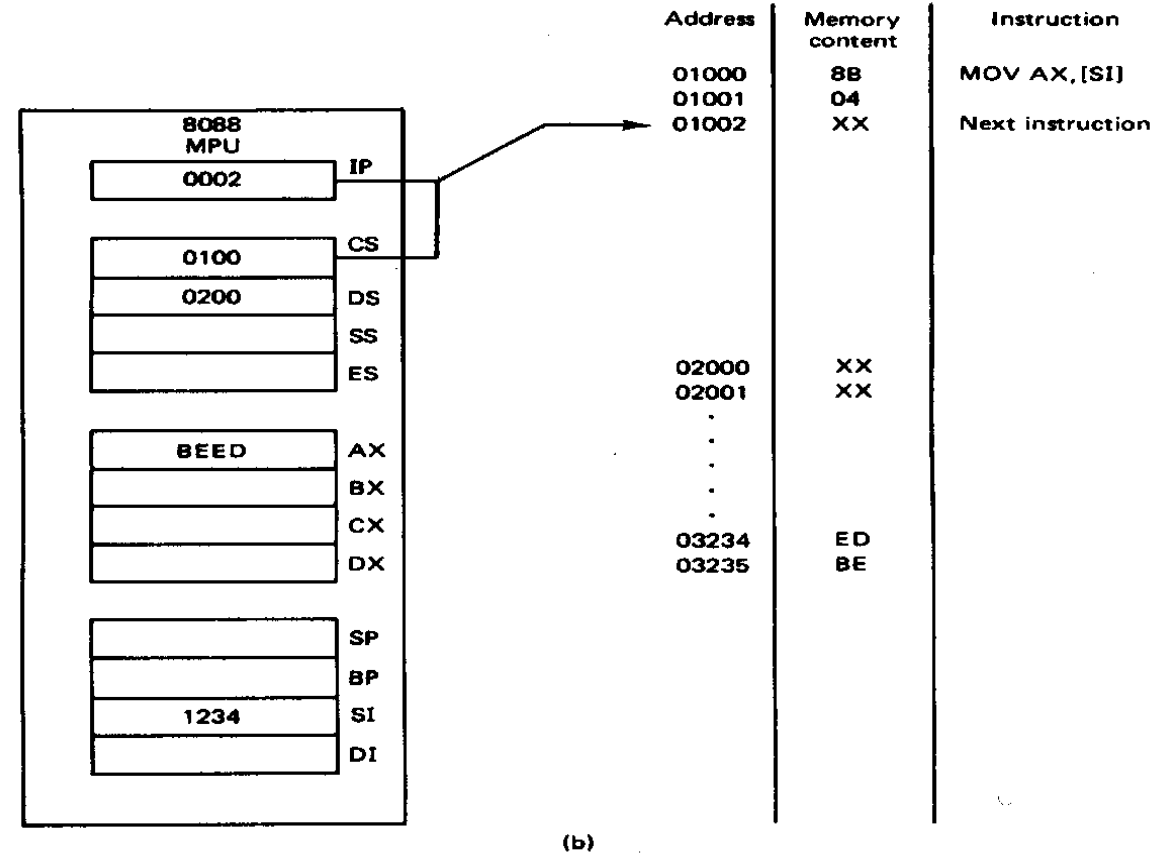 Address Memory content Instruction
01000 8B MOV AX, [SI]
01001 04
01002 XX Next instruction
8088
MPU
0002 IP
0100 CS
0200 DS
SS
ES
02000 XX
02001 XX
BEED AX
BX
CX
DX
03234 ED
03235 BE
SP
BP
1234 SI
DI
(b)